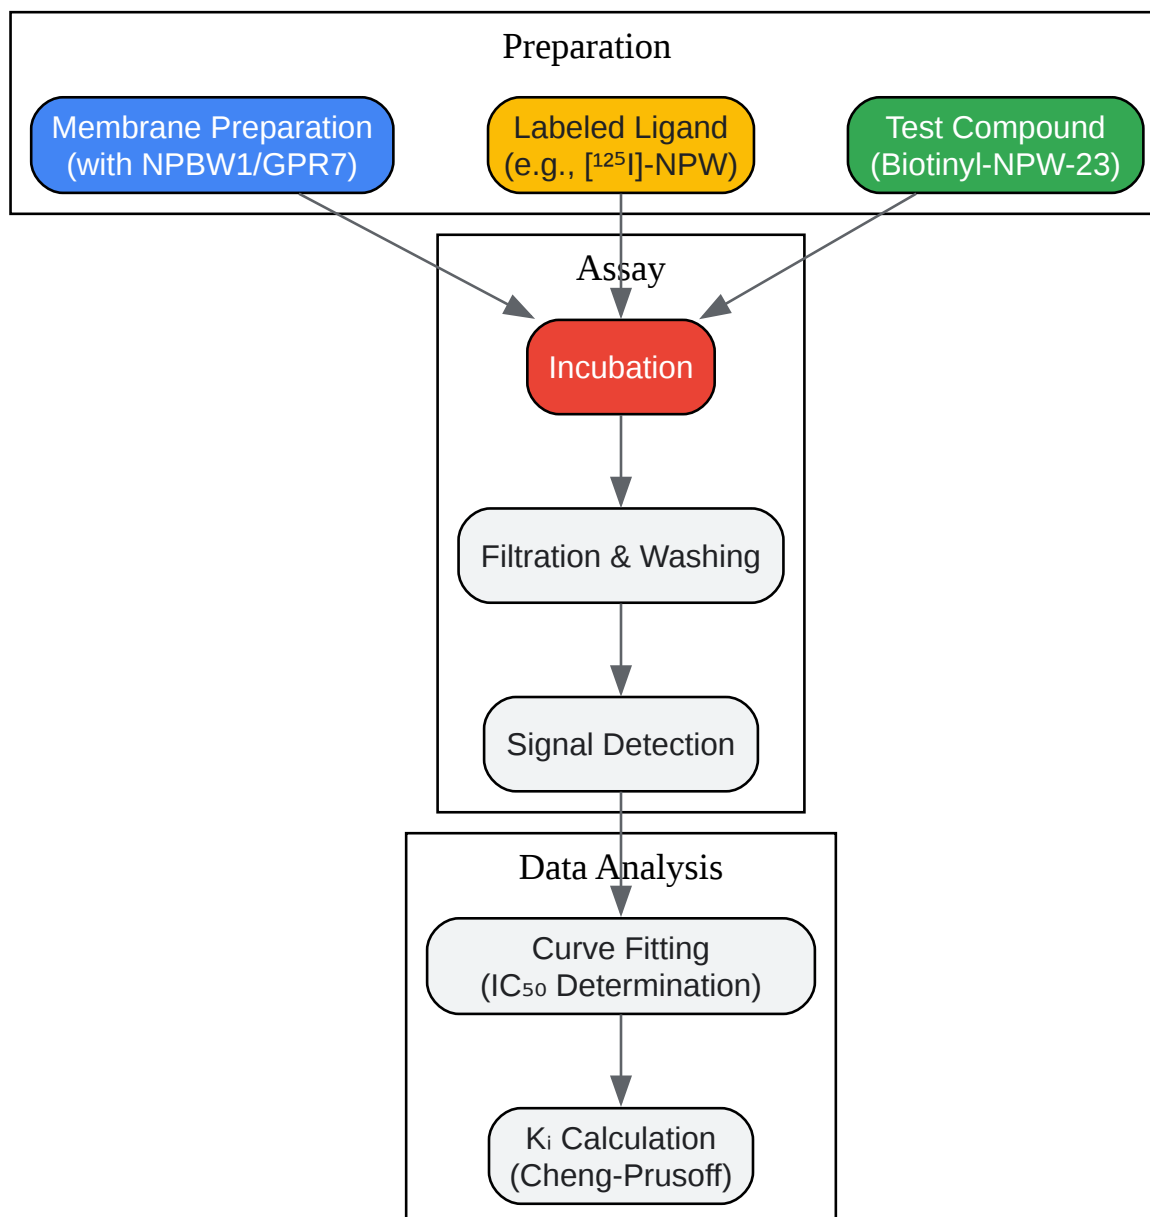 Preparation
Membrane Preparation
(with NPBW1/GPR7)
Labeled Ligand
(e.g., [¹²⁵I]-NPW)
Test Compound
(Biotinyl-NPW-23)
Assay
Incubation
Filtration & Washing
Signal Detection
Data Analysis
Curve Fitting
(IC₅₀ Determination)
Kᵢ Calculation
(Cheng-Prusoff)